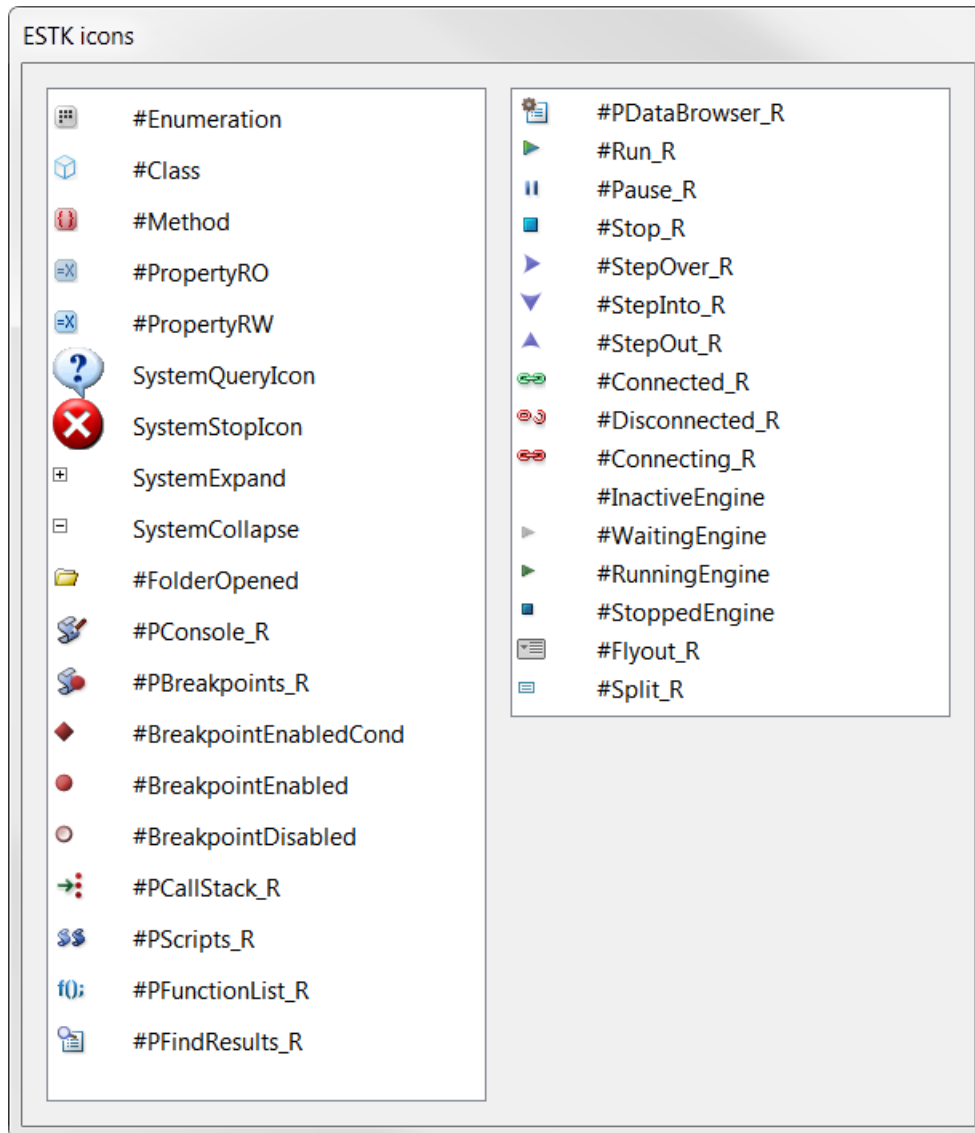 ESTK icons
#Enumeration
#Class
#Method
#PropertyRO
#PropertyRW
SystemQueryIcon
SystemStopIcon
SystemExpand
SystemCollapse
#FolderOpened
#PConsole_R
#PBreakpoints_R
#BreakpointEnabledCond
#BreakpointEnabled
#BreakpointDisabled
#PCallStack_R
#PScripts_R
#PFunctionList_R
#PFindResults_R
#PDataBrowser_R
#Run_R
#Pause_R
#Stop_R
#StepOver_R
#StepInto_R
#StepOut_R
#Connected_R
#Disconnected_R
#Connecting_R
#InactiveEngine
#WaitingEngine
#RunningEngine
#StoppedEngine
#Flyout_R
#Split_R